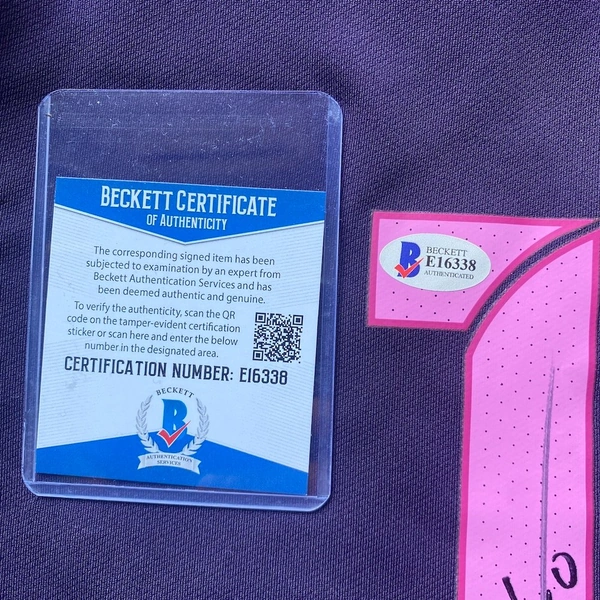 BECKETT CERTIFICATE
OF AUTHENTICITY
The corresponding signed item has been
subjected to examination by an expert from
Beckett Authentication Services and has
been deemed authentic and genuine.
To verify the authenticity, scan the QR
code on the tamper-evident certification
sticker or scan here and enter the below
number in the designated area.
CERTIFICATION NUMBER: E16338
BECKETT
B
AUTHENTICATION
SERVICES
B
BECKETT
E16338
AUTHENTICATED